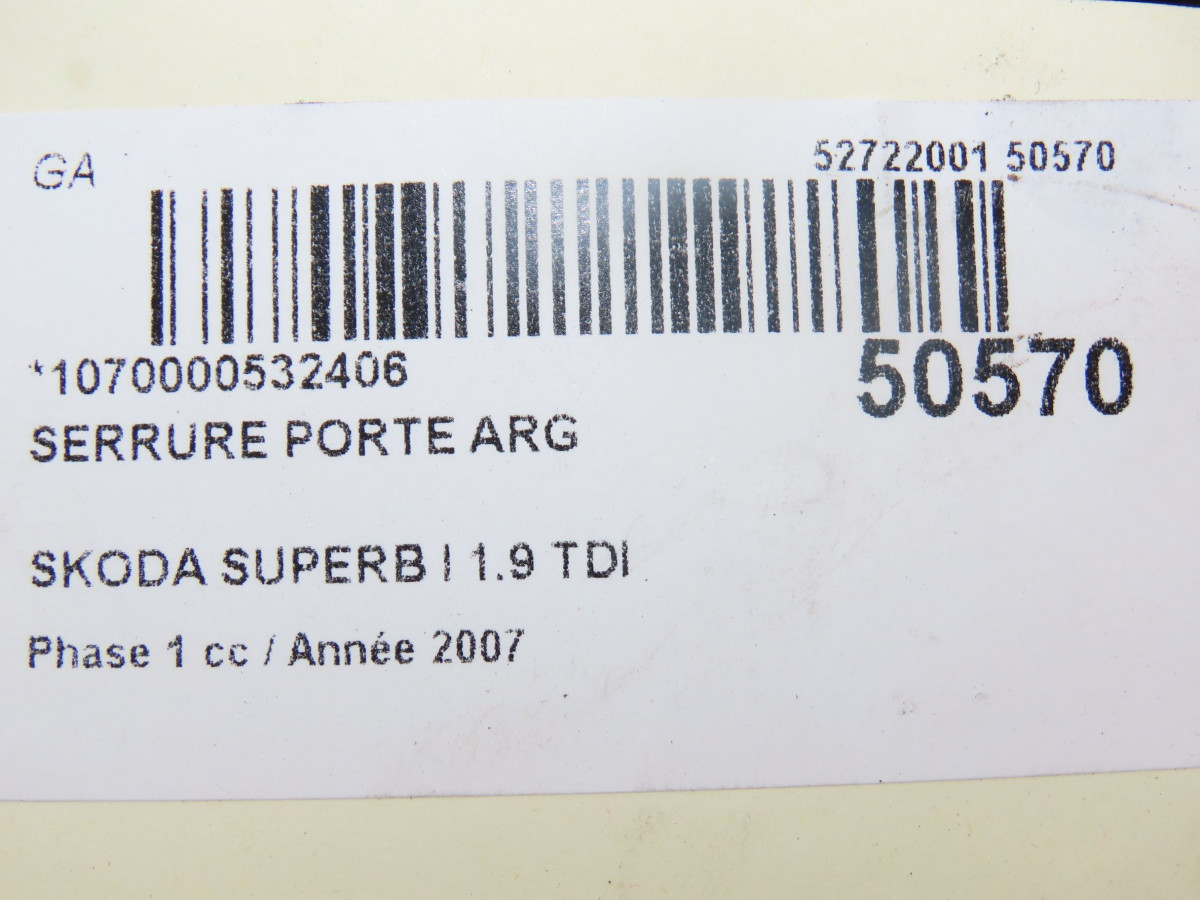 GA
52722001 50570
*1070000532406
50570
SERRURE PORTE ARG
SKODA SUPERB I 1.9 TDI
Phase 1 cc / Année 2007